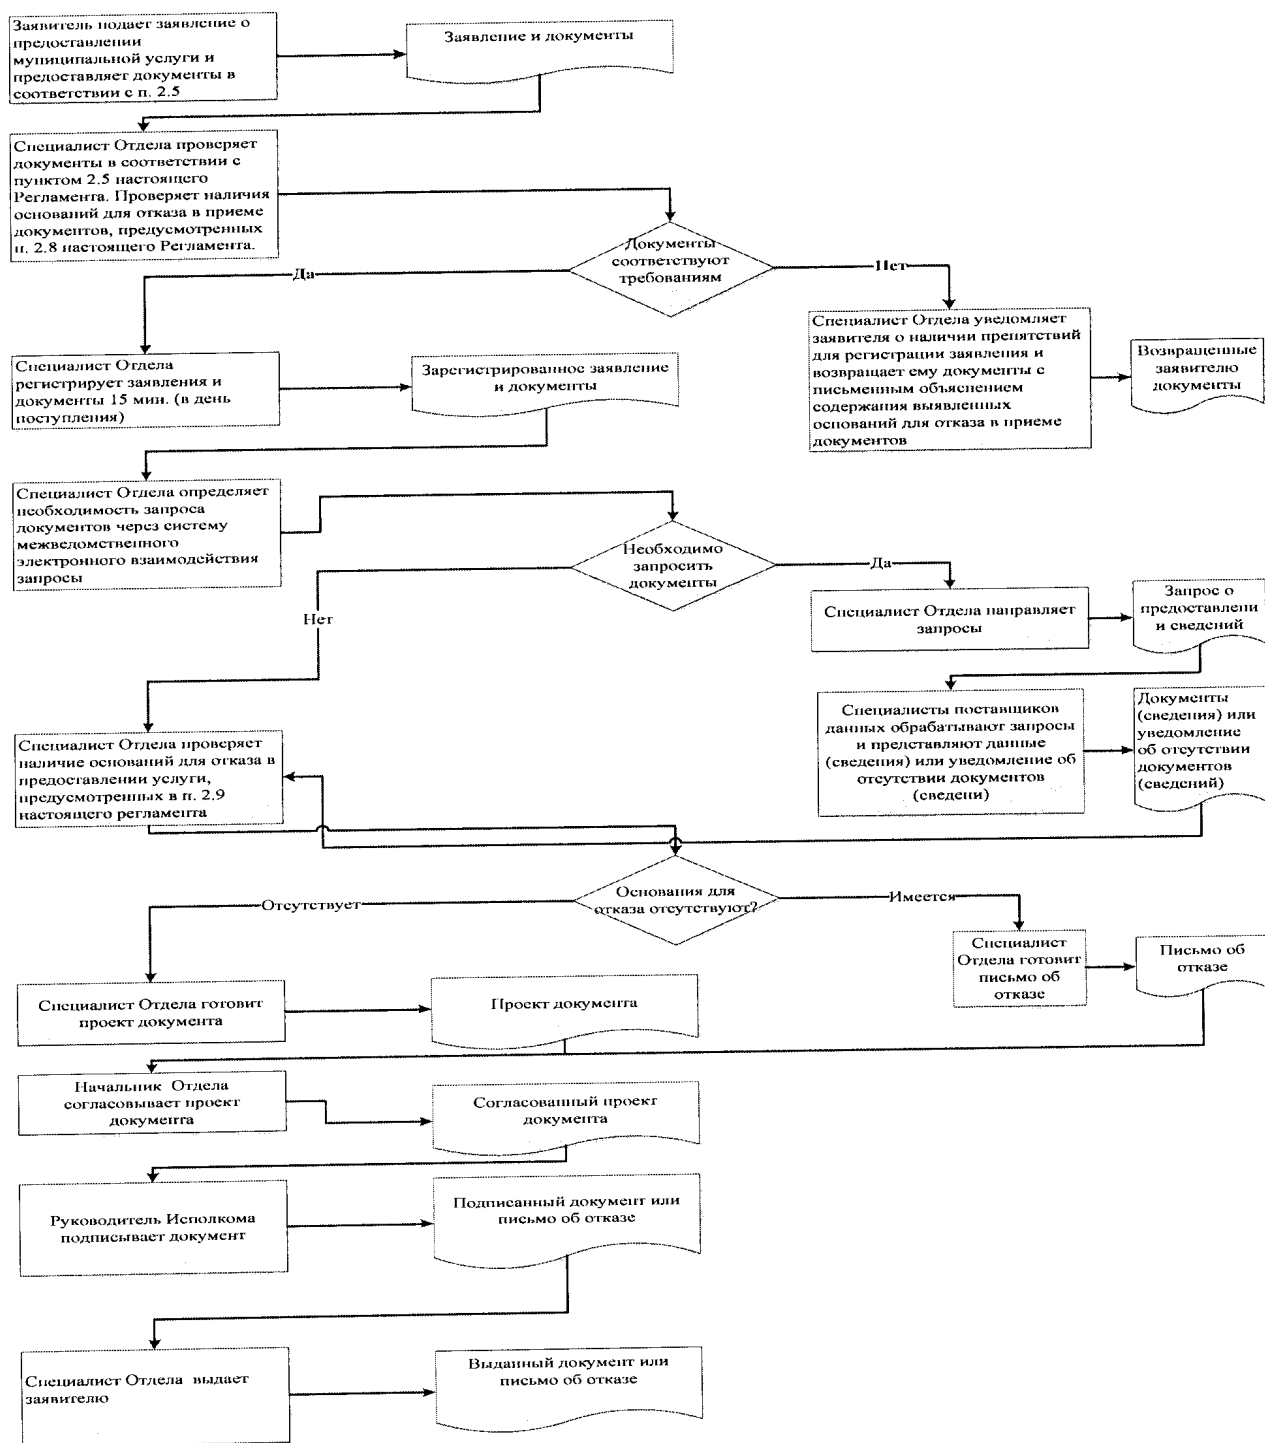 Заявитель подает заявление о
предоставлении
муниципальной услуги и
предоставляет документы в
соответствии с п. 2.5
Заявление и документы
Специалист Отдела проверяет
документы в соответствии с
пунктом 2.5 настоящего
Регламента. Проверяет наличия
оснований для отказа в приеме
документов, предусмотренных
п. 2.8 настоящего Регламента.
Документы
соответствуют
требованиям
Да
Нет
Специалист Отдела уведомляет
заявителя о наличии препятствий
для регистрации заявления и
возвращает ему документы с
письменным объяснением
содержания выявленных
оснований для отказа в приеме
документов
Возвращенные
заявителю
документы
Специалист Отдела
регистрирует заявления и
документы 15 мин. (в день
поступления)
Зарегистрированное заявление
и документы
Специалист Отдела определяет
необходимость запроса
документов через систему
межведомственного
электронного взаимодействия
запросы
Необходимо
запросить
документы
Да
Нет
Специалист Отдела направляет
запросы
Запрос о
предоставлени
и сведений
Специалисты поставщиков
данных обрабатывают запросы
и представляют данные
(сведения) или уведомление об
отсутствии документов
(сведени)
Документы
(сведения) или
уведомление
об отсутствии
документов
(сведений)
Специалист Отдела проверяет
наличие оснований для отказа в
предоставлении услуги,
предусмотренных в п. 2.9
настоящего регламента
Основания для
отказа отсутствуют?
Отсутствует
Имеется
Специалист
Отдела готовит
письмо об
отказе
Письмо об
отказе
Специалист Отдела готовит
проект документа
Проект документа
Начальник Отдела
согласовывает проект
документа
Согласованный проект
документа
Руководитель Исполкома
подписывает документ
Подписанный документ или
письмо об отказе
Специалист Отдела выдает
заявителю
Выданный документ или
письмо об отказе